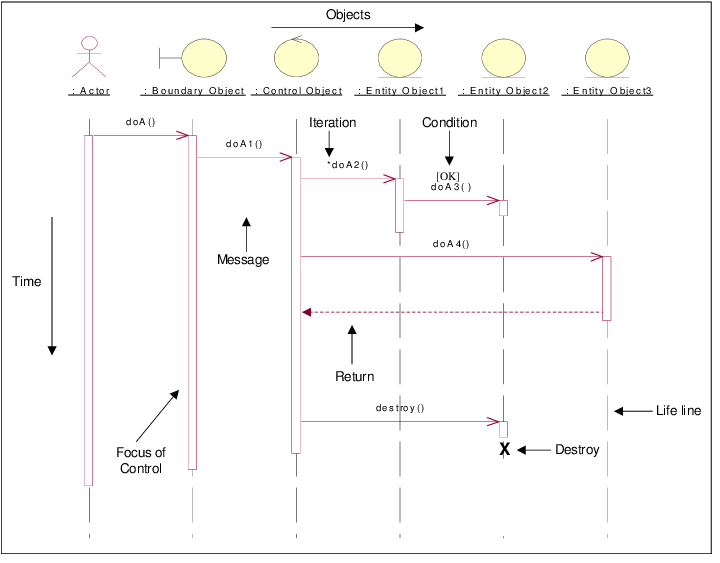 Objects
: Actor : Boundary Object : Control Object : Entity Object1 : Entity Object2 : Entity Object3
doA()
Iteration
Condition
doA1()
*doA2()
[OK]
doA3()
Message
doA4()
Time
Return
destroy()
Life line
Focus of
Control
X
Destroy